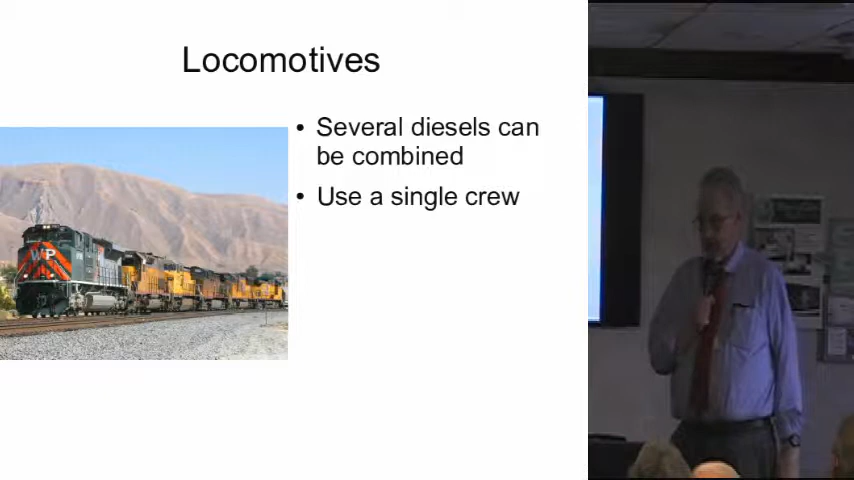 Locomotives
• Several diesels can
be combined
• Use a single crew
WP